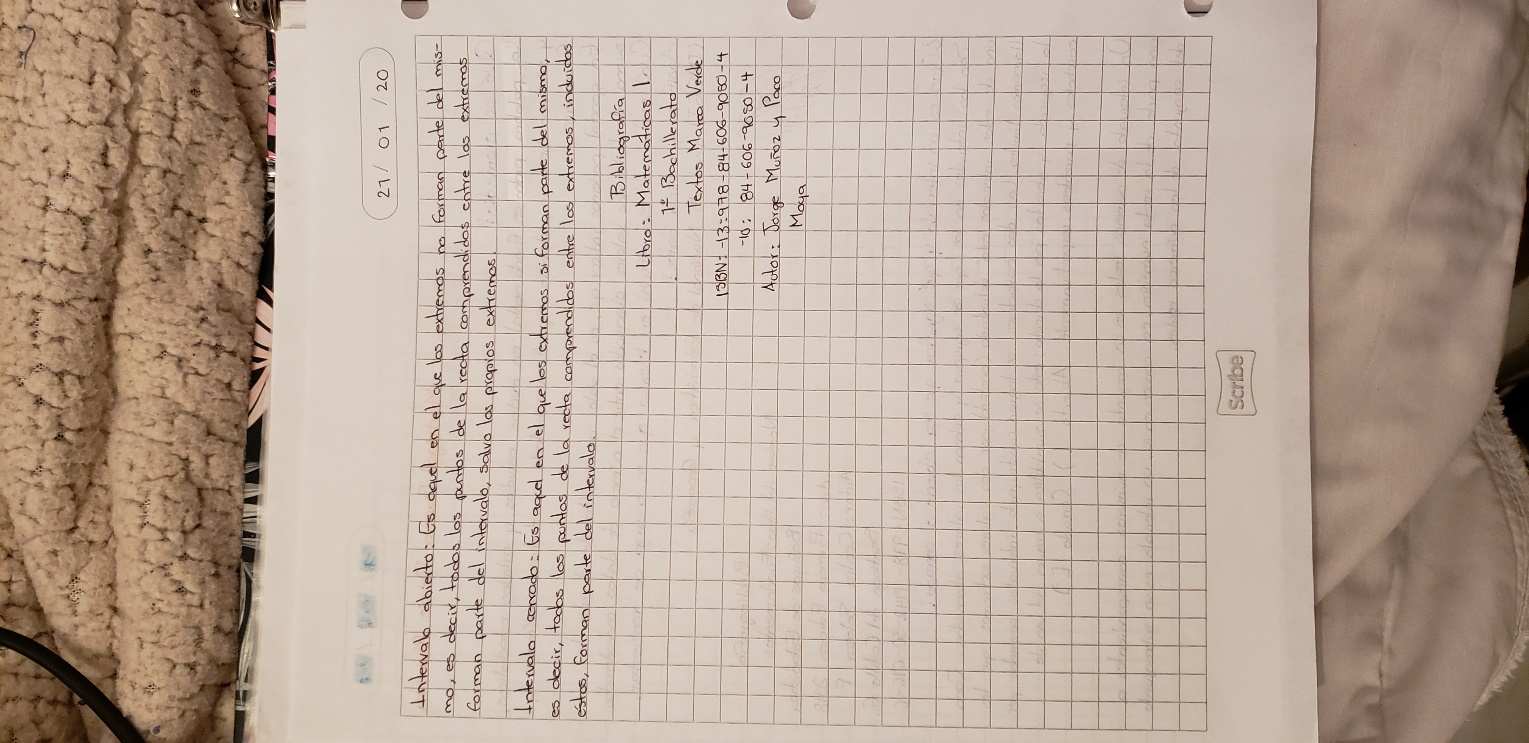 21/ 01 /20
Intervalo abierto: Es aquel en el que los extremos no forman parte del mis-
mo, es decir, todos los puntos de la recta comprendidos entre los extremos
forman parte del intervalo, salvo los propios extremos.
Intervalo cerrado: Es aquel en el que los extremos si forman parte del mismo,
es decir, todos los puntos de la recta comprendidos entre los extremos, incluidos
éstos, forman parte del intervalo.
Bibliografía
Libro: Matemáticas I.
1º Bachillerato
Textos Marea Verde
ISBN: -13:978-84-606-9050-4
-10: 84-606-9050-4
Autor: Jorge Muñoz y Paco
Moya
Scribe